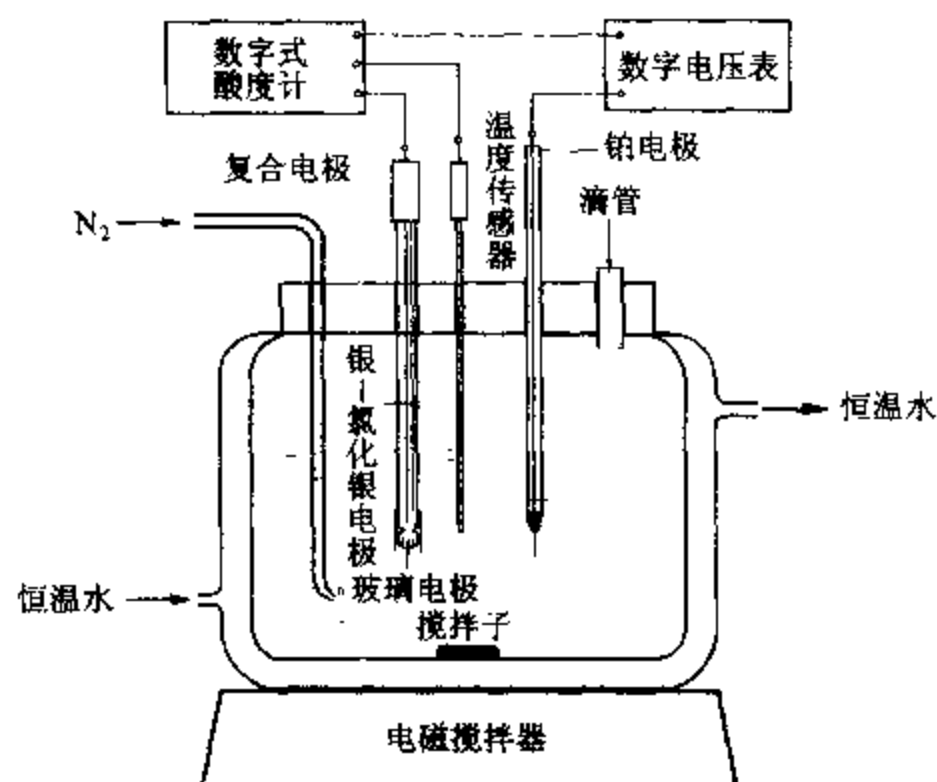 数字式
酸度计
数字电压表
温度传感器
铂电极
复合电极
滴管
N₂
银-氯化银电极
恒温水
恒温水
玻璃电极
搅拌子
电磁搅拌器